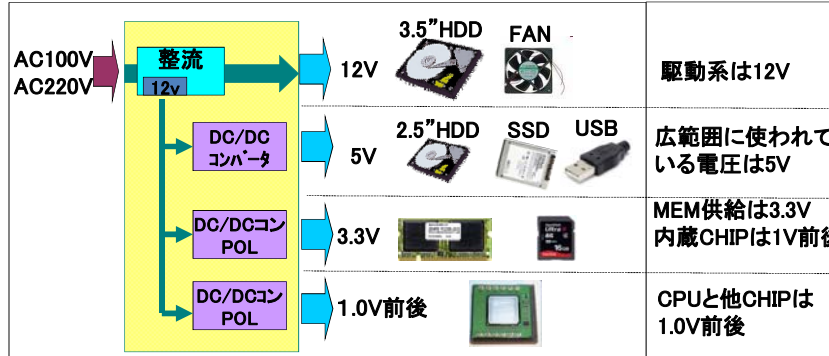 AC100V
AC220V
整流
12v
12V
3.5”HDD
FAN
駆動系は12V
DC/DC
コンバータ
5V
2.5”HDD
SSD
USB
広範囲に使われて
いる電圧は5V
DC/DCコン
POL
3.3V
MEM供給は3.3V
内蔵CHIPは1V前後
DC/DCコン
POL
1.0V前後
CPUと他CHIPは
1.0V前後